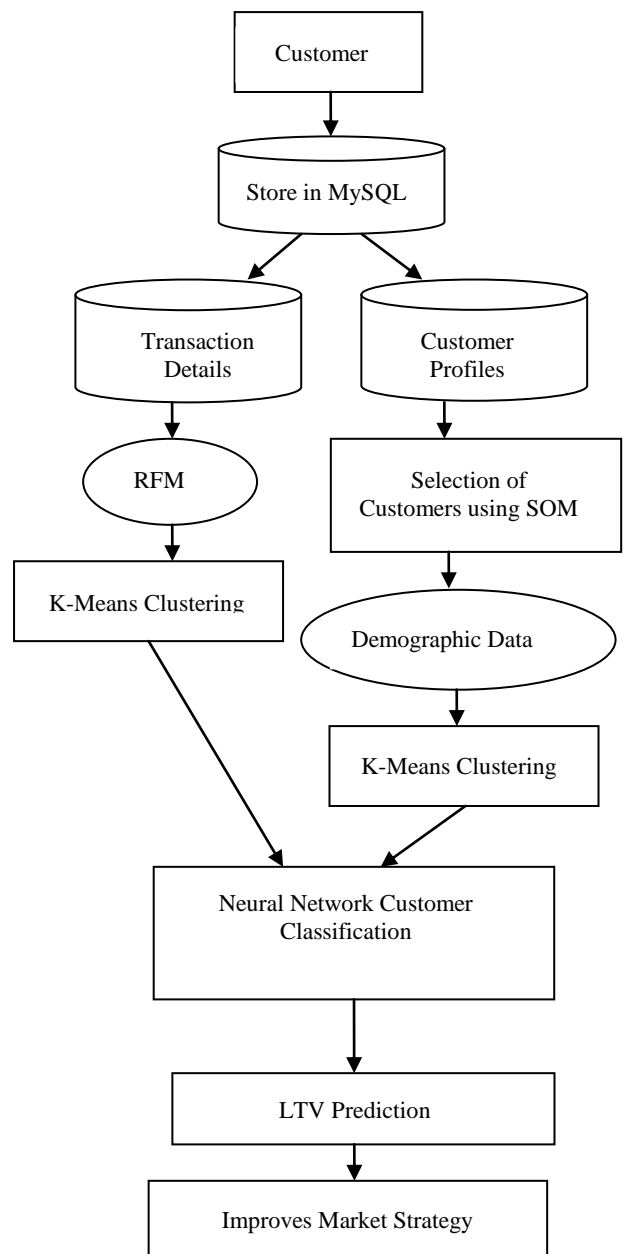 Customer
Store in MySQL
Transaction
Details
Customer
Profiles
RFM
Selection of
Customers using SOM
K-Means Clustering
Demographic Data
K-Means Clustering
Neural Network Customer
Classification
LTV Prediction
Improves Market Strategy